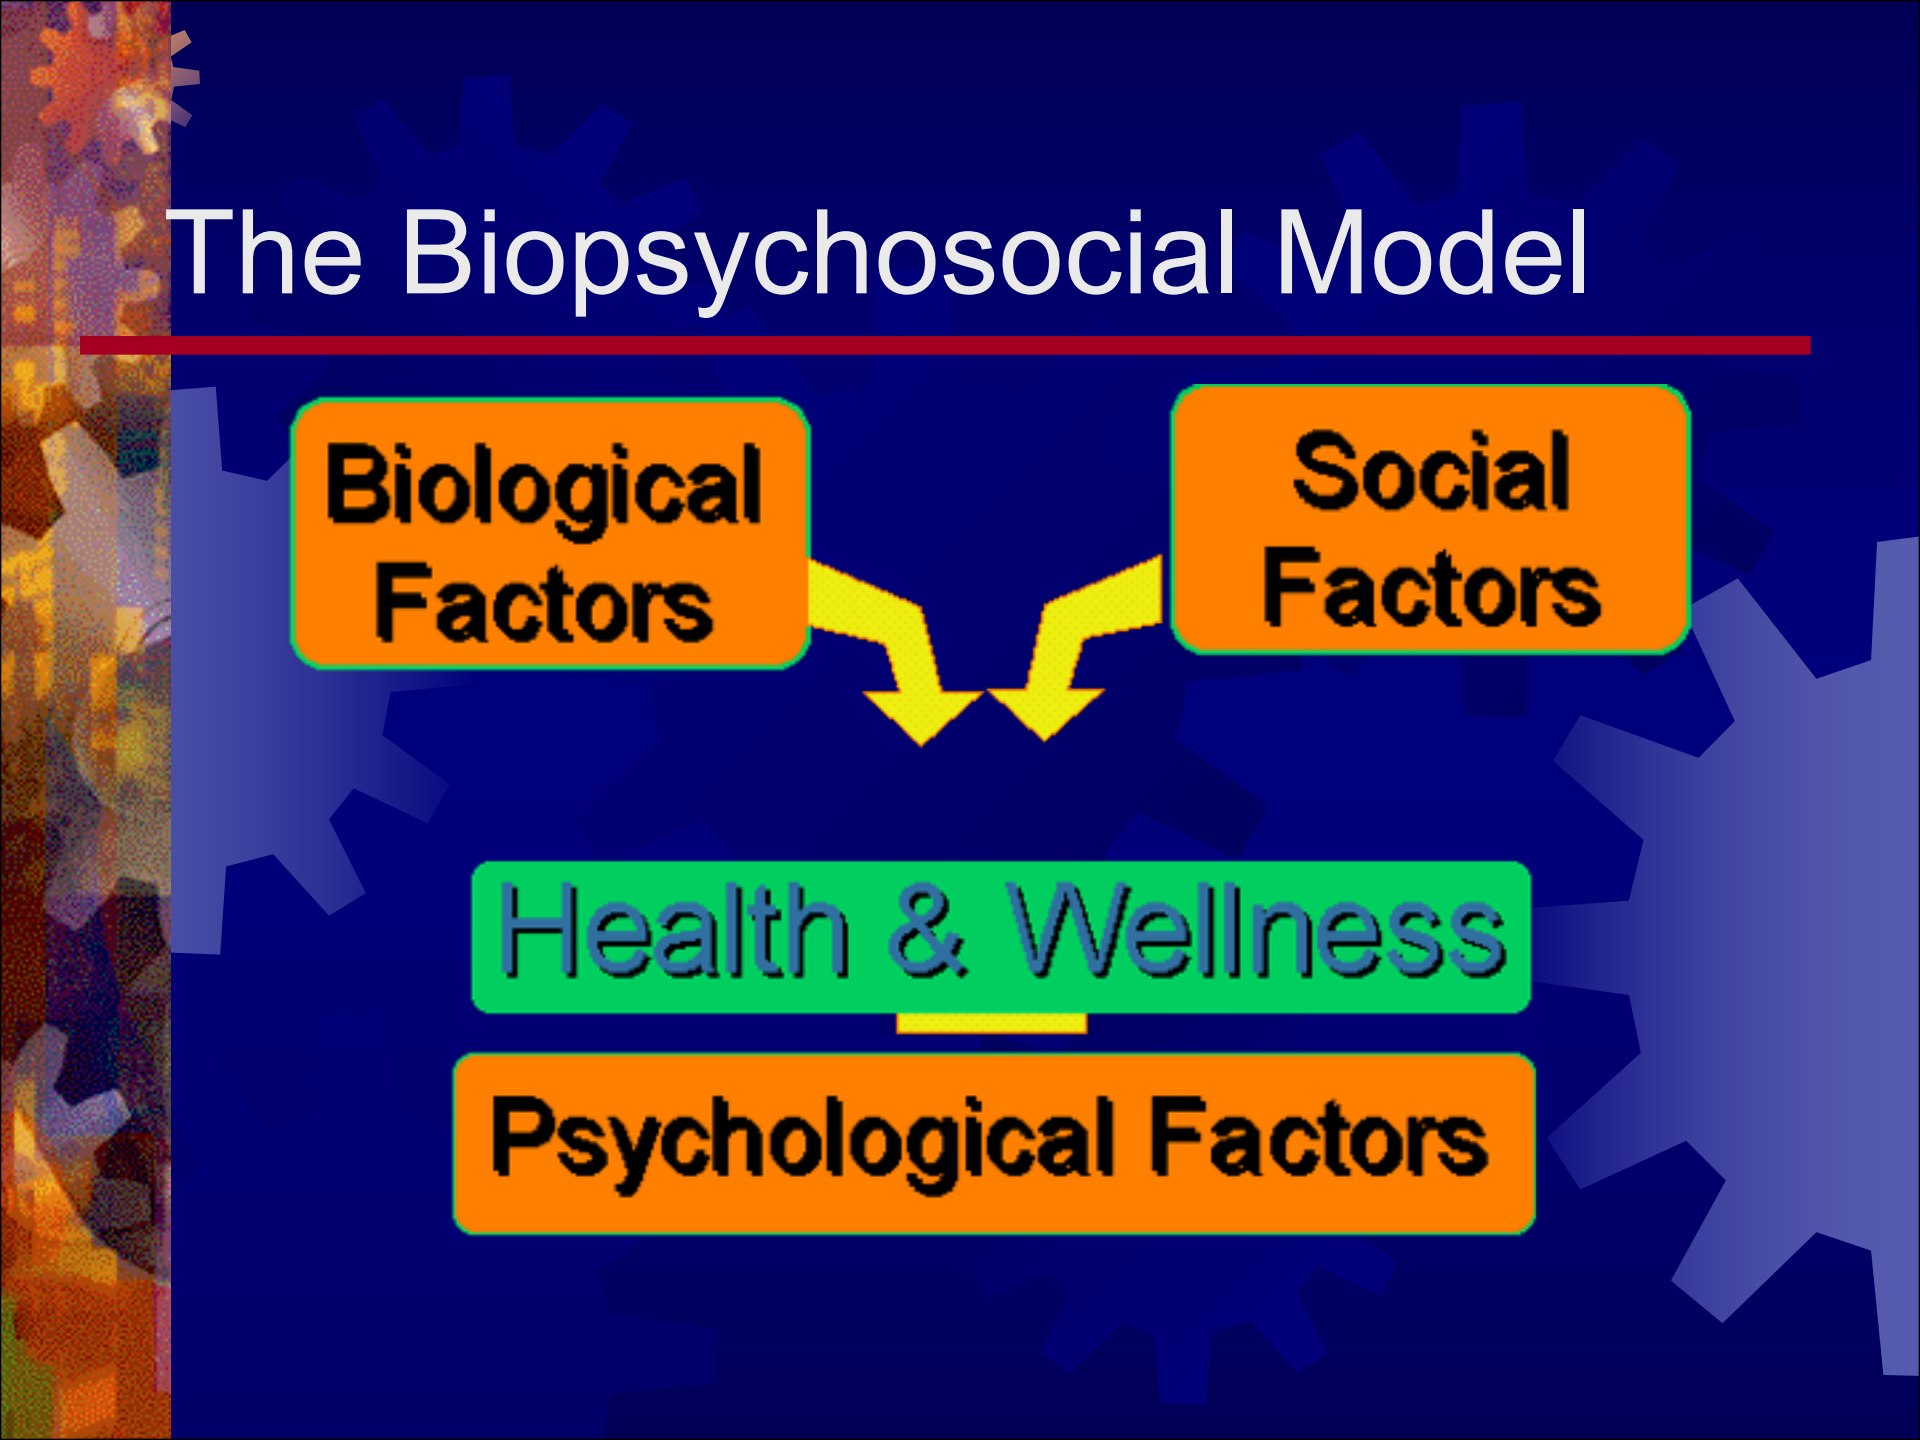 The Biopsychosocial Model
Biological
Factors
Social
Factors
Health & Wellness
Psychological Factors